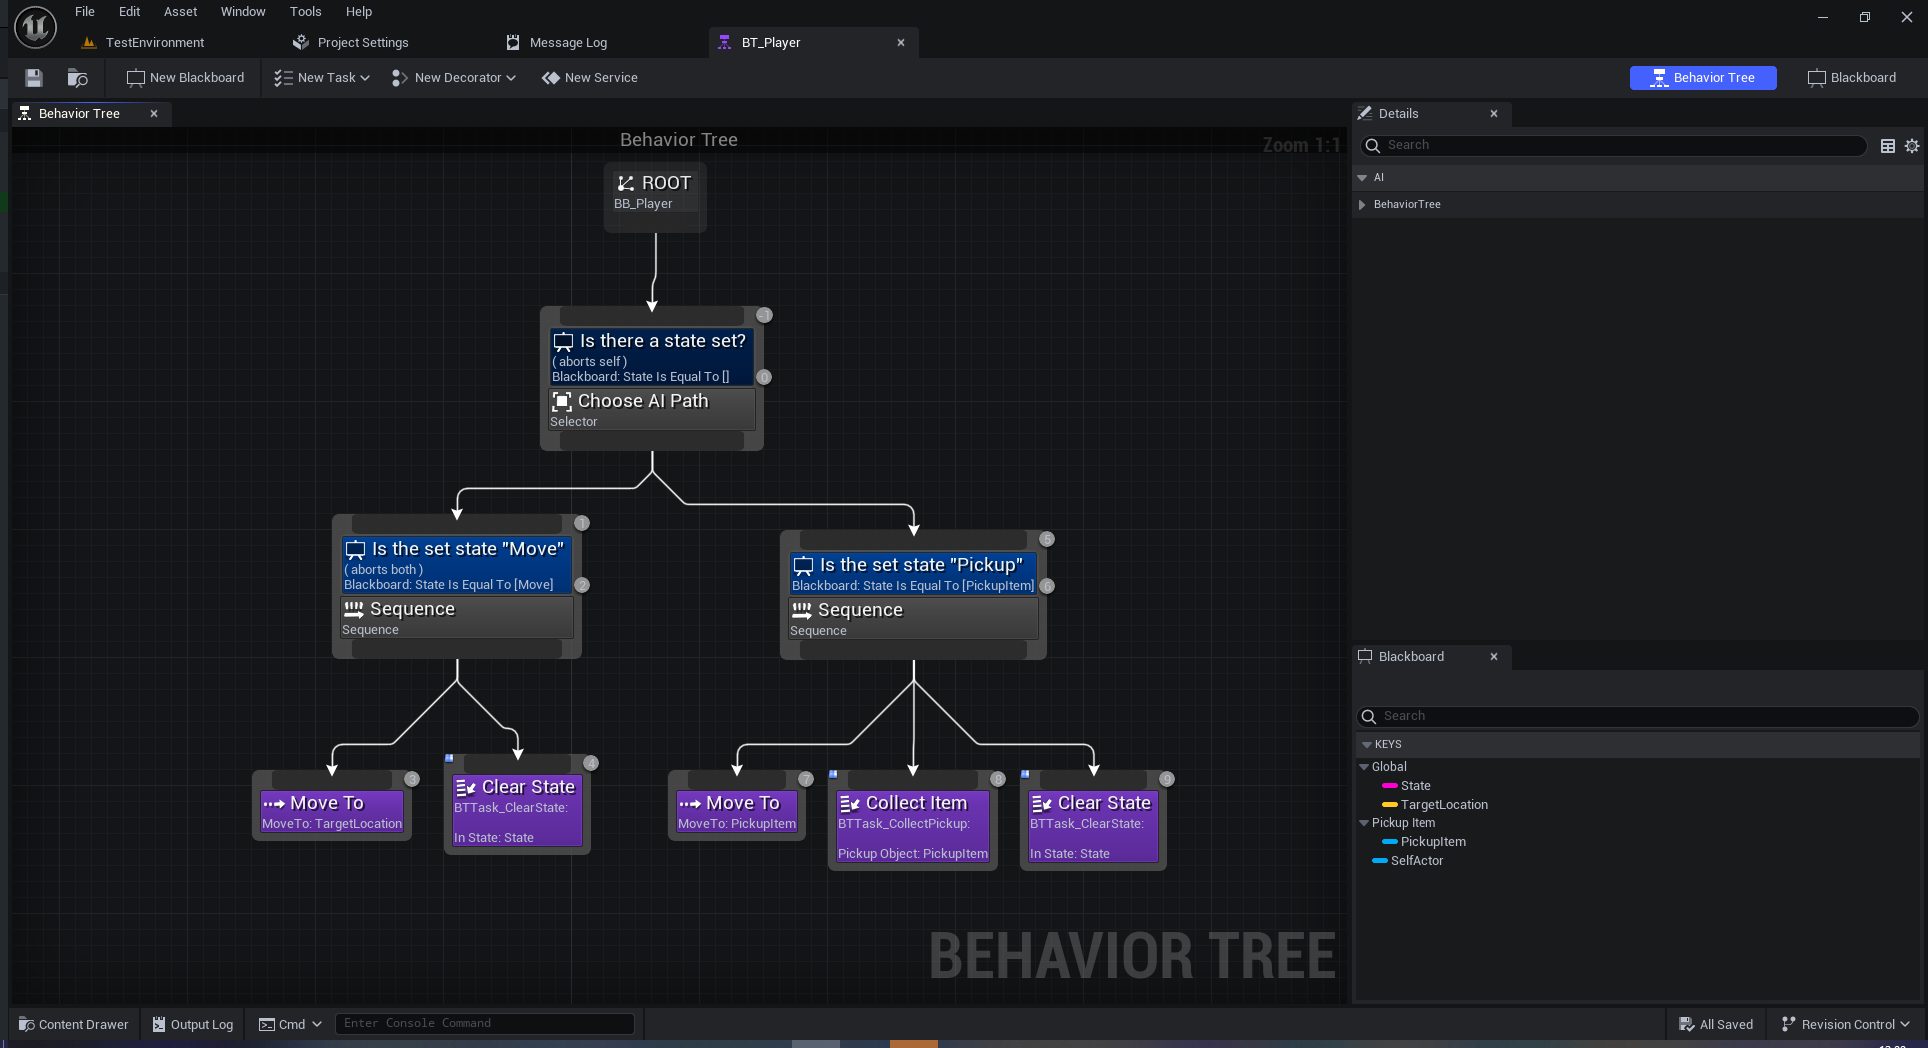 File Edit Asset Window Tools Help
TestEnvironment Project Settings Message Log BT_Player
New Blackboard New Task New Decorator New Service Behavior Tree Blackboard
Behavior Tree
Behavior Tree
Zoom 1:1
ROOT
BB_Player
-1
Is there a state set?
( aborts self )
Blackboard: State Is Equal To []
0
Choose AI Path
Selector
1
Is the set state "Move"
( aborts both )
Blackboard: State Is Equal To [Move]
2
Sequence
Sequence
5
Is the set state "Pickup"
Blackboard: State Is Equal To [PickupItem]
6
Sequence
Sequence
3
Move To
MoveTo: TargetLocation
4
Clear State
BTTask_ClearState:
In State: State
7
Move To
MoveTo: PickupItem
8
Collect Item
BTTask_CollectPickup:
Pickup Object: PickupItem
9
Clear State
BTTask_ClearState:
In State: State
BEHAVIOR TREE
Details
Search
AI
BehaviorTree
Blackboard
Search
KEYS
Global
State
TargetLocation
Pickup Item
PickupItem
SelfActor
Content Drawer Output Log Cmd Enter Console Command All Saved Revision Control